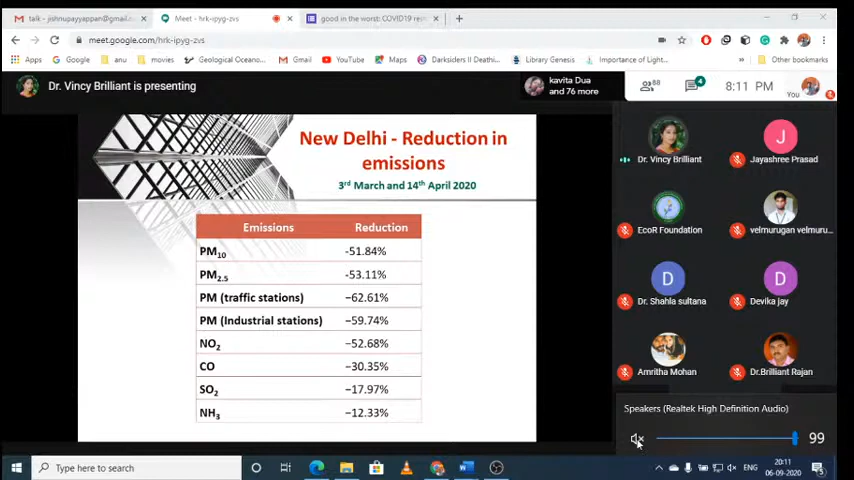 talk - jishnupayyappan@gmail.
Meet - hrk-ipyg-zvs
good in the worst: COVID19 res
meet.google.com/hrk-ipyg-zvs
Apps
Google
anu
movies
Geological Oceano...
Gmail
YouTube
Maps
Darksiders II Deathi...
Library Genesis
Importance of Light...
Other bookmarks
Dr. Vincy Brilliant is presenting
kavita Dua
and 76 more
88
4
8:11 PM
You
New Delhi - Reduction in
emissions
3rd March and 14th April 2020
Emissions Reduction
PM10 -51.84%
PM2.5 -53.11%
PM (traffic stations) −62.61%
PM (Industrial stations) −59.74%
NO2 −52.68%
CO −30.35%
SO2 −17.97%
NH3 −12.33%
Dr. Vincy Brilliant
J
Jayashree Prasad
EcoR Foundation
velmurugan velmuru...
D
Dr. Shahla sultana
D
Devika jay
Amritha Mohan
Dr.Brilliant Rajan
Speakers (Realtek High Definition Audio)
99
Type here to search
ENG
20:11
06-09-2020
5